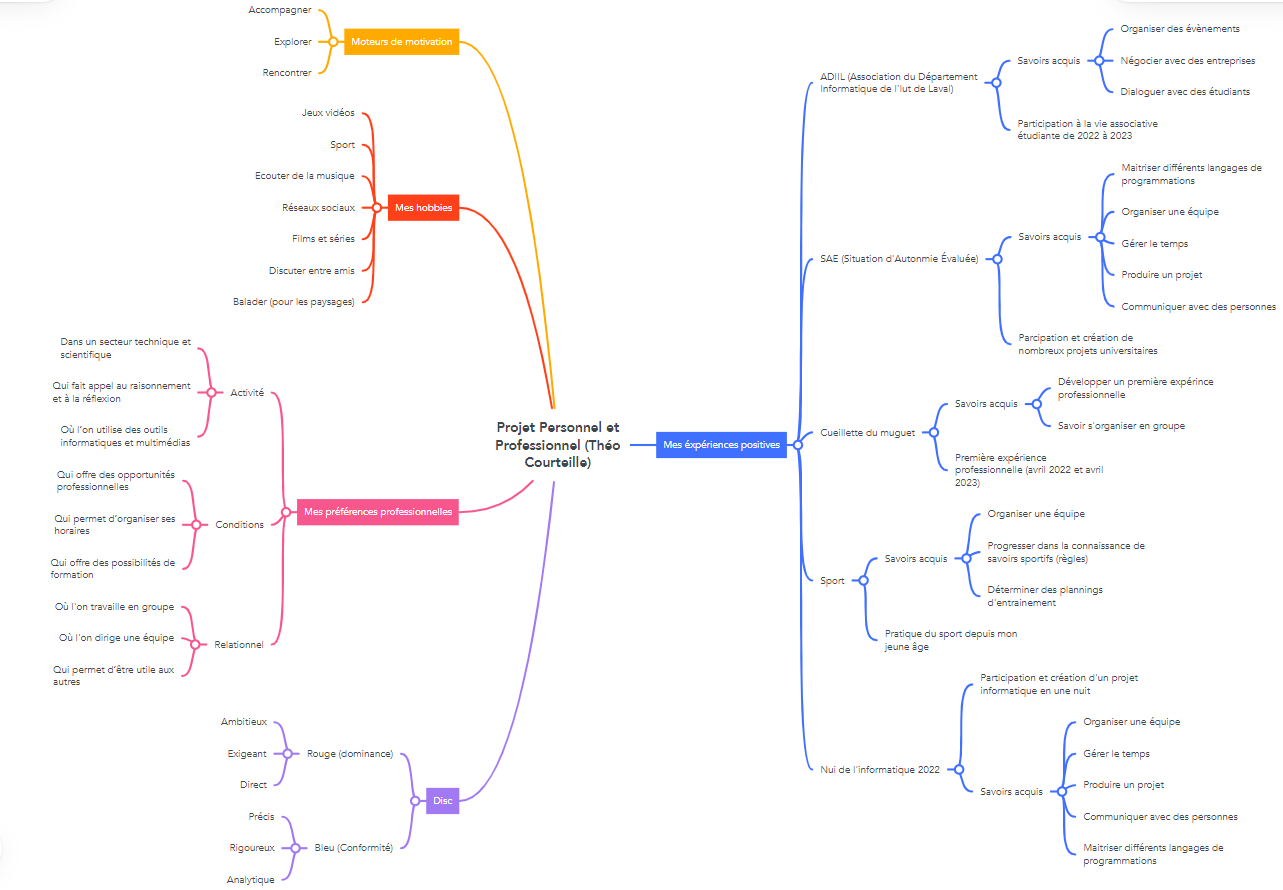 Accompagner
Explorer
Rencontrer
Moteurs de motivation
Jeux vidéos
Sport
Ecouter de la musique
Réseaux sociaux
Films et séries
Discuter entre amis
Balader (pour les paysages)
Mes hobbies
Dans un secteur technique et
scientifique
Qui fait appel au raisonnement
et à la réflexion
Où l'on utilise des outils
informatiques et multimédias
Activité
Qui offre des opportunités
professionnelles
Qui permet d'organiser ses
horaires
Qui offre des possibilités de
formation
Conditions
Où l'on travaille en groupe
Où l'on dirige une équipe
Qui permet d'être utile aux
autres
Relationnel
Mes préférences professionnelles
Ambitieux
Exigeant
Direct
Rouge (dominance)
Précis
Rigoureux
Analytique
Bleu (Conformité)
Disc
Projet Personnel et
Professionnel (Théo
Courteille)
Mes éxpériences positives
ADIIL (Association du Département
Informatique de l'Iut de Laval)
Savoirs acquis
Organiser des évènements
Négocier avec des entreprises
Dialoguer avec des étudiants
Participation à la vie associative
étudiante de 2022 à 2023
SAE (Situation d'Autonmie Évaluée)
Savoirs acquis
Maitriser différents langages de
programmations
Organiser une équipe
Gérer le temps
Produire un projet
Communiquer avec des personnes
Parcipation et création de
nombreux projets universitaires
Cueillette du muguet
Savoirs acquis
Développer un première expérince
professionnelle
Savoir s'organiser en groupe
Première expérience
professionnelle (avril 2022 et avril
2023)
Sport
Savoirs acquis
Organiser une équipe
Progresser dans la connaissance de
savoirs sportifs (règles)
Déterminer des plannings
d'entrainement
Pratique du sport depuis mon
jeune âge
Nui de l'informatique 2022
Participation et création d'un projet
informatique en une nuit
Savoirs acquis
Organiser une équipe
Gérer le temps
Produire un projet
Communiquer avec des personnes
Maitriser différents langages de
programmations